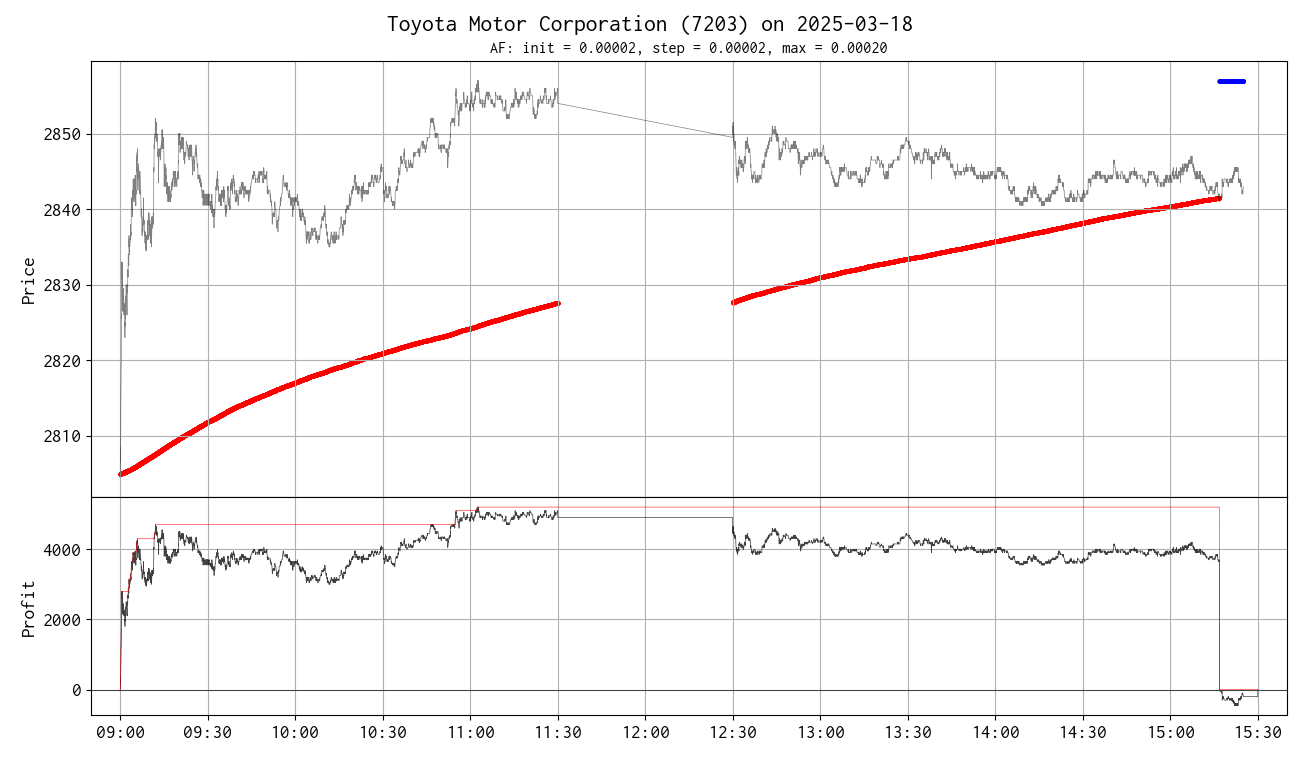 Toyota Motor Corporation (7203) on 2025-03-18
AF: init = 0.00002, step = 0.00002, max = 0.00020
Price
2850
2840
2830
2820
2810
Profit
4000
2000
0
09:00 09:30 10:00 10:30 11:00 11:30 12:00 12:30 13:00 13:30 14:00 14:30 15:00 15:30